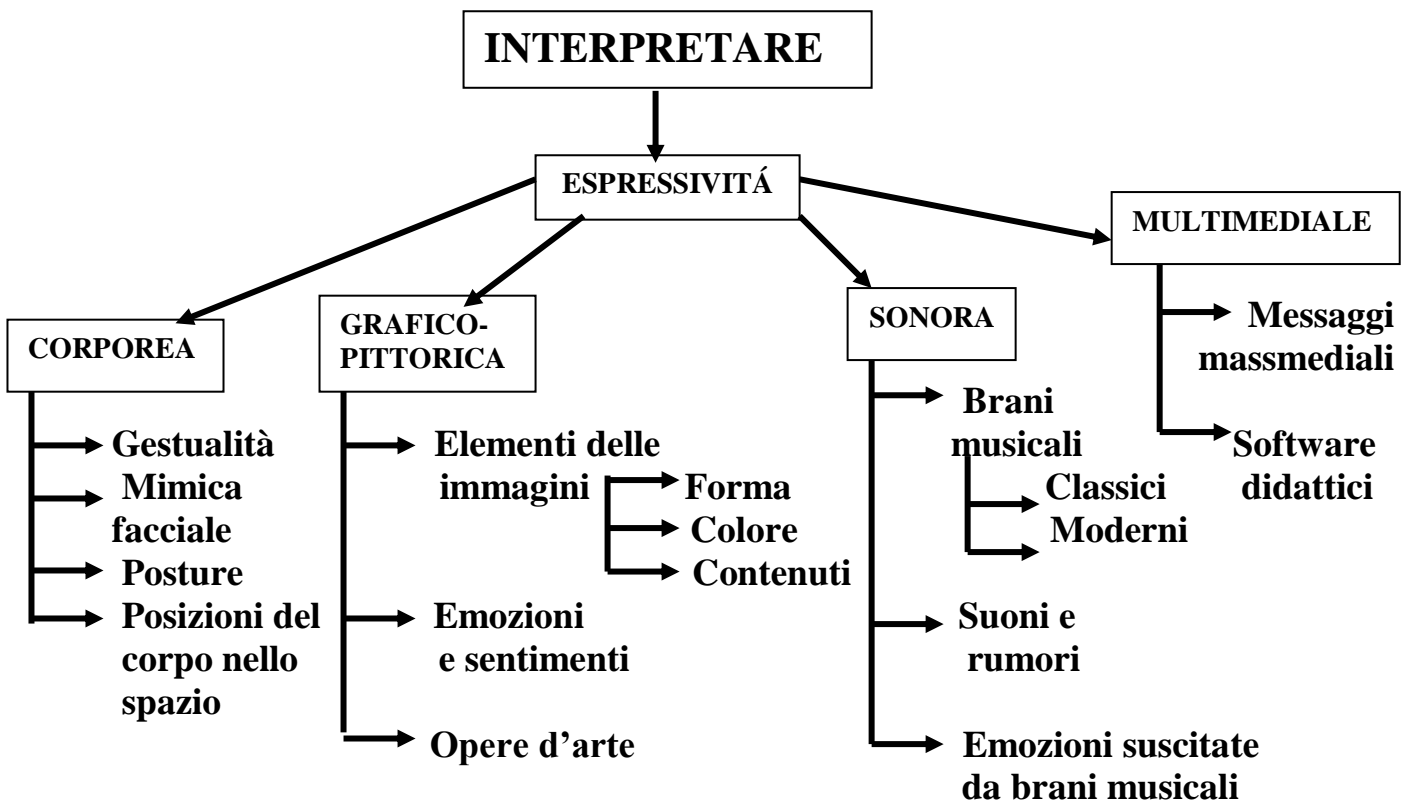 INTERPRETARE
ESPRESSIVITÁ
CORPOREA
Gestualità
Mimica
facciale
Posture
Posizioni del
corpo nello
spazio
GRAFICO-
PITTORICA
Elementi delle
immagini
Forma
Colore
Contenuti
Emozioni
e sentimenti
Opere d’arte
SONORA
Brani
musicali
Classici
Moderni
Suoni e
rumori
Emozioni suscitate
da brani musicali
MULTIMEDIALE
Messaggi
massmediali
Software
didattici